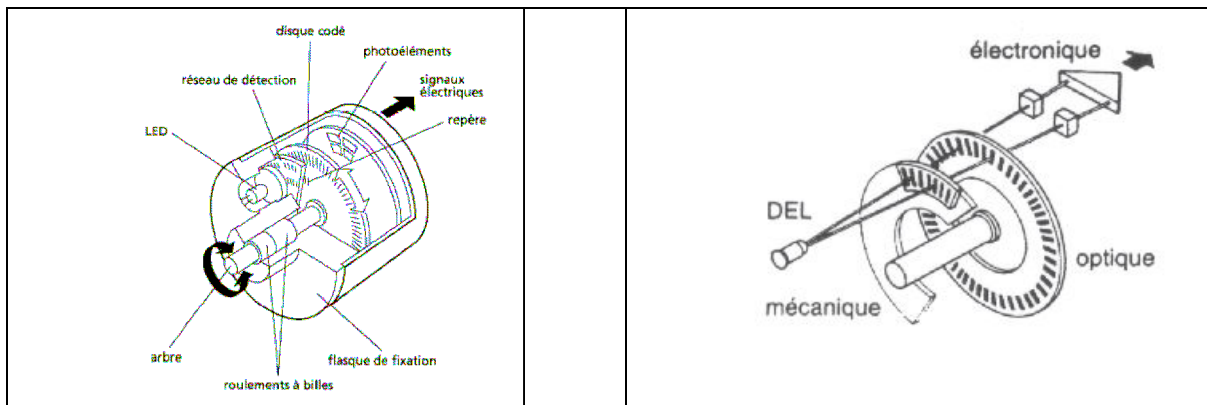 disque codé
photoéléments
réseau de détection
signaux
électriques
LED
repère
arbre
flasque de fixation
roulements à billes
électronique
DEL
optique
mécanique